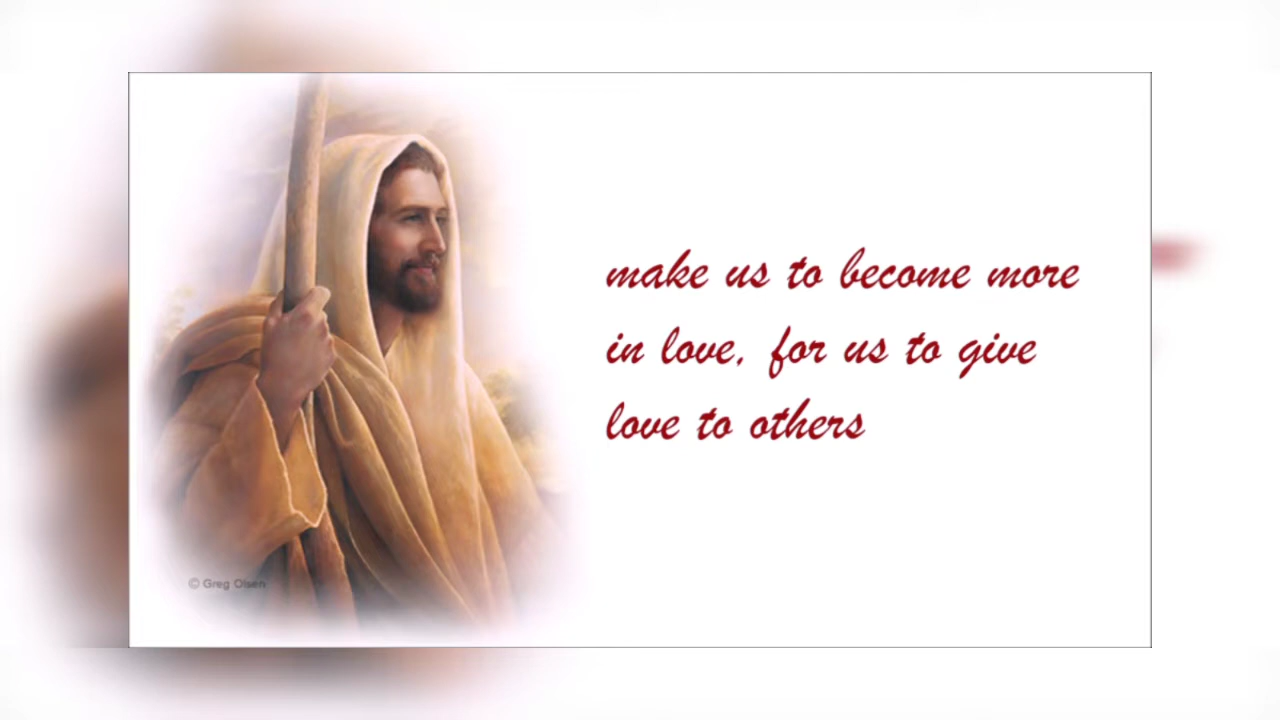 make us to become more
in love, for us to give
love to others
© Greg Olsen